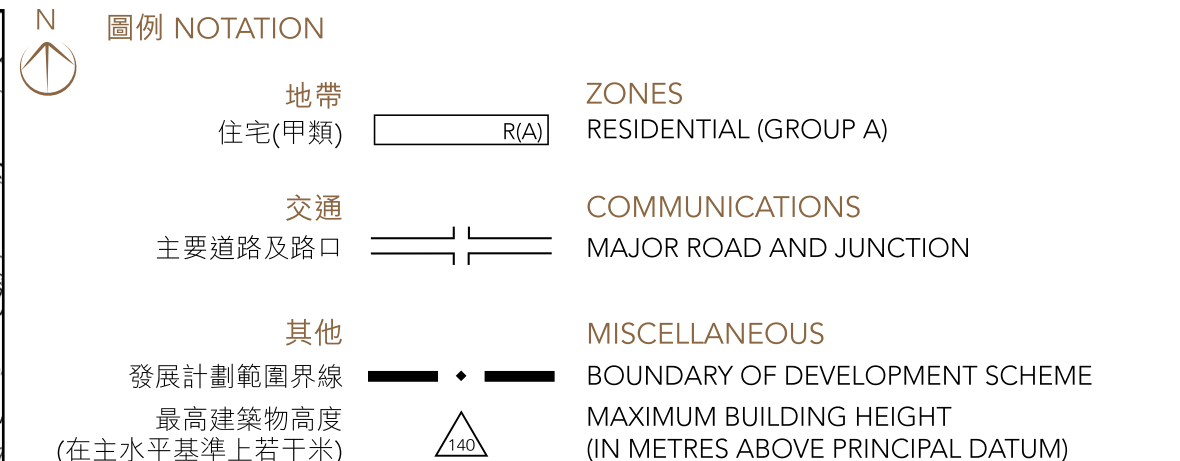 N
圖例 NOTATION
地帶 ZONES
住宅(甲類) R(A) RESIDENTIAL (GROUP A)
交通 COMMUNICATIONS
主要道路及路口 MAJOR ROAD AND JUNCTION
其他 MISCELLANEOUS
發展計劃範圍界線 BOUNDARY OF DEVELOPMENT SCHEME
最高建築物高度 MAXIMUM BUILDING HEIGHT
(在主水平基準上若干米) 140 (IN METRES ABOVE PRINCIPAL DATUM)